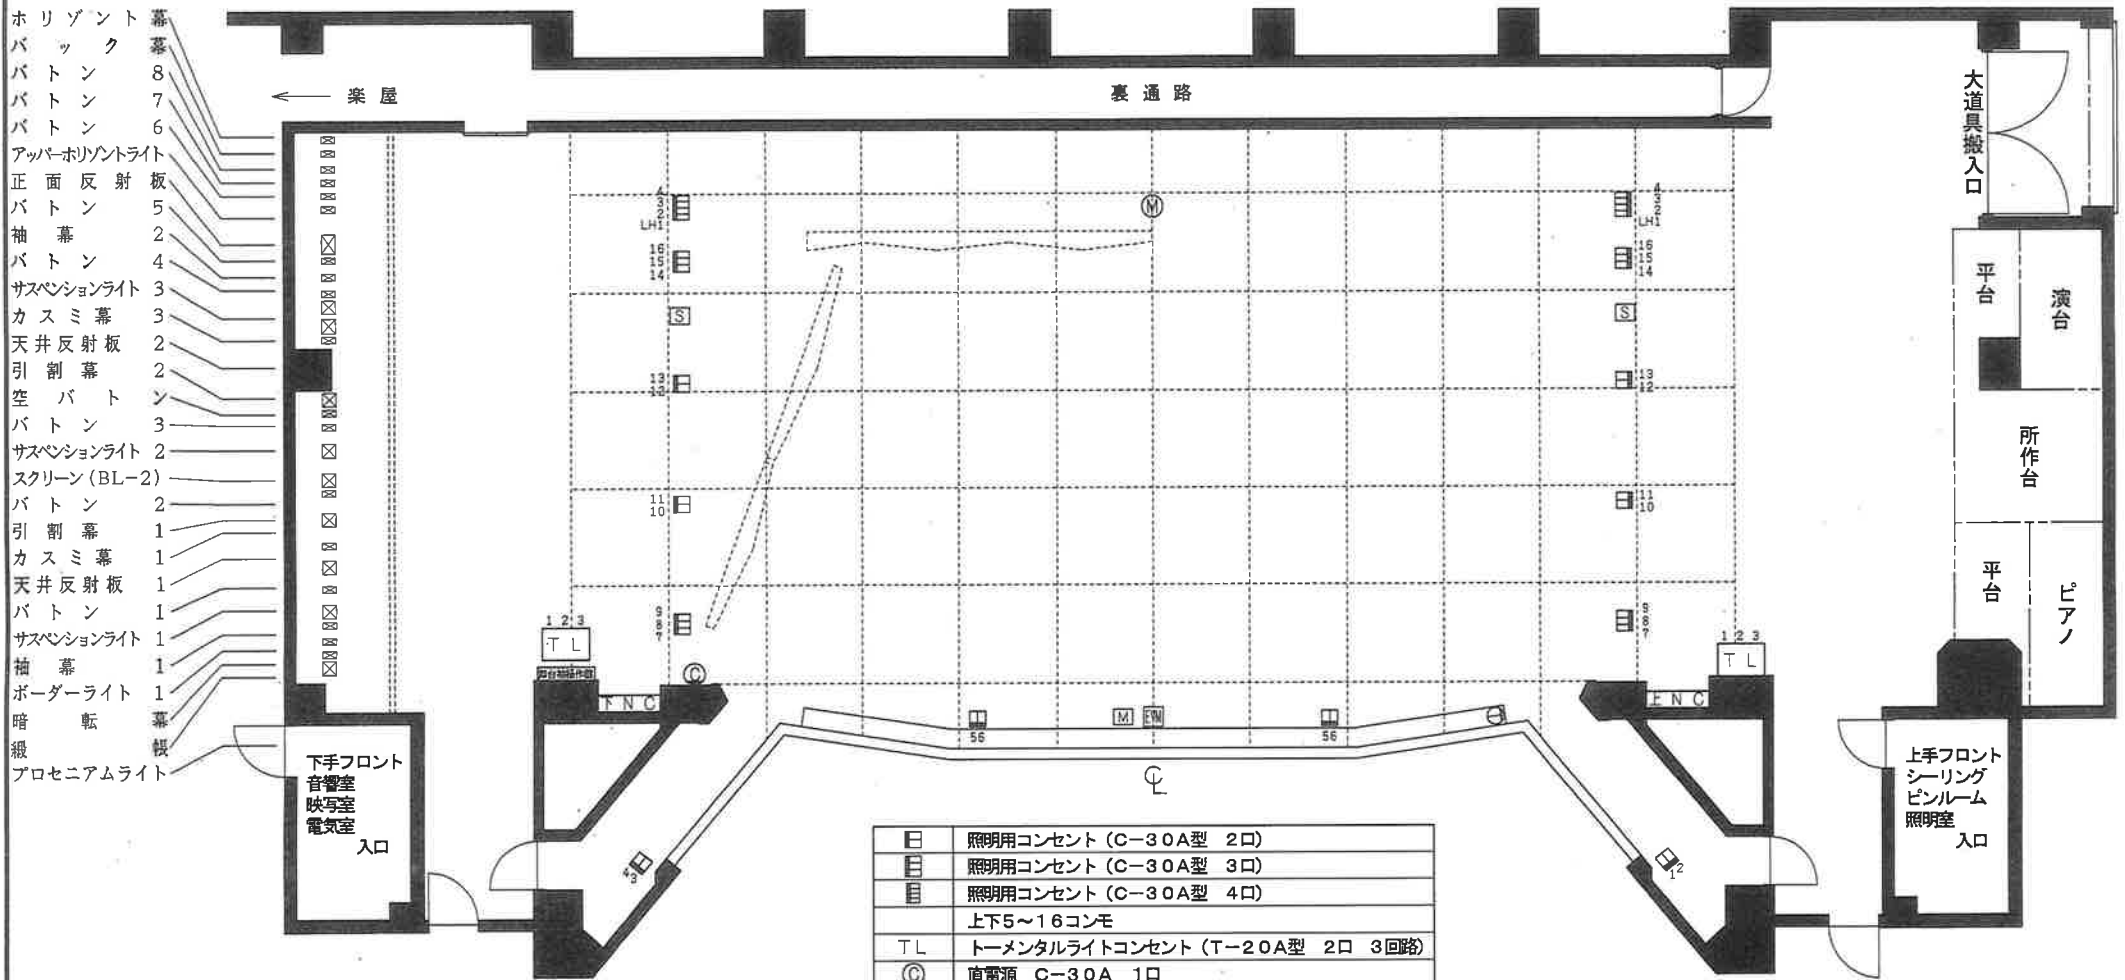 ホリゾント幕
バック幕
バトン 8
バトン 7
バトン 6
アッパーホリゾントライト
正面反射板
バトン 5
袖幕 2
バトン 4
サスペンションライト 3
カスミ幕 3
天井反射板 2
引割幕 2
空バトン
バトン 3
サスペンションライト 2
スクリーン(BL-2)
バトン 2
引割幕 1
カスミ幕 1
天井反射板 1
バトン 1
サスペンションライト 1
袖幕 1
ボーダーライト 1
暗転幕
緞帳
プロセニアムライト
← 楽屋
裏通路
大道具搬入口
4
3
2
LH1
16
15
14
S
13
12
11
10
9
8
7
1 2 3
TL
C
下NC
M
4
3
2
LH1
16
15
14
S
13
12
11
10
9
8
7
1 2 3
TL
上NC
平台
演台
所作台
平台
ピアノ
56
M
EVM
56
CL
43
12
下手フロント
音響室
映写室
電気室
入口
上手フロント
シーリング
ピンルーム
照明室
入口
照明用コンセント (C-30A型 2口)
照明用コンセント (C-30A型 3口)
照明用コンセント (C-30A型 4口)
上下5~16コンモ
TL トーメンタルライトコンセント (T-20A型 2口 3回路)
C 直電源 C-30A 1口